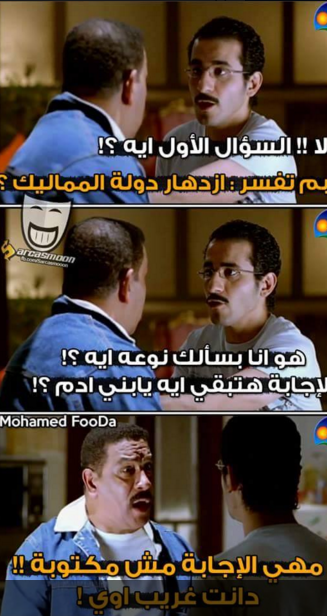 لا !! السؤال الأول ايه ؟!
بم تفسر : ازدهار دولة المماليك ؟
Sarcasmoon
هو انا بسألك نوعه ايه ؟!
الإجابة هتبقي ايه يابني ادم ؟!
Mohamed FooDa
مهي الإجابة مش مكتوبة !!
دانت غريب اوي !